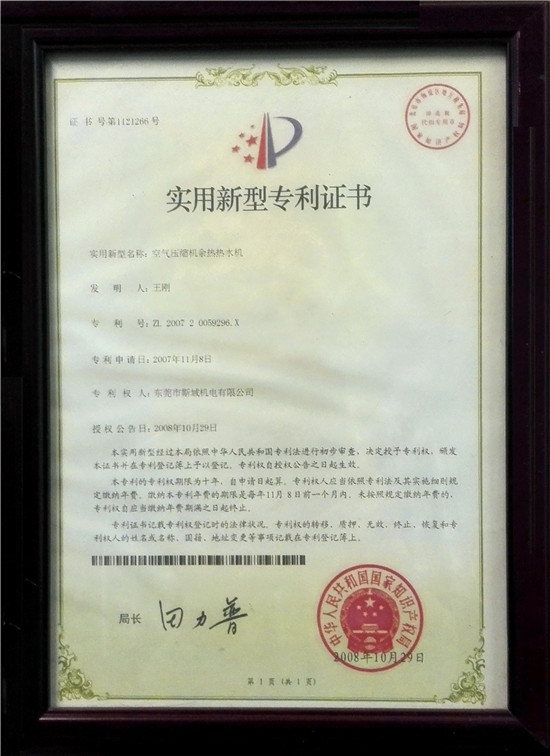 证书号第1121266号
实用新型专利证书
实用新型名称：空气压缩机余热热水机
发明人：王刚
专利号：ZL 2007 2 0059296.X
专利申请日：2007年11月8日
专利权人：东莞市斯域机电有限公司
授权公告日：2008年10月29日
本实用新型经过本局依照中华人民共和国专利法进行初步审查，决定授予专利权，颁发
本证书并在专利登记簿上予以登记。专利权自授权公告之日起生效。
本专利的专利权期限为十年，自申请日起算。专利权人应当依照专利法及其实施细则规
定缴纳年费。缴纳本专利年费的期限是每年11月8日前一个月内。未按照规定缴纳年费的，
专利权自应当缴纳年费期满之日起终止。
专利证书记载专利权登记时的法律状况。专利权的转移、质押、无效、终止、恢复和专利
权人的姓名或名称、国籍、地址变更等事项记载在专利登记簿上。
局长 田力普
中华人民共和国国家知识产权局
2008年10月29日
第1页（共1页）